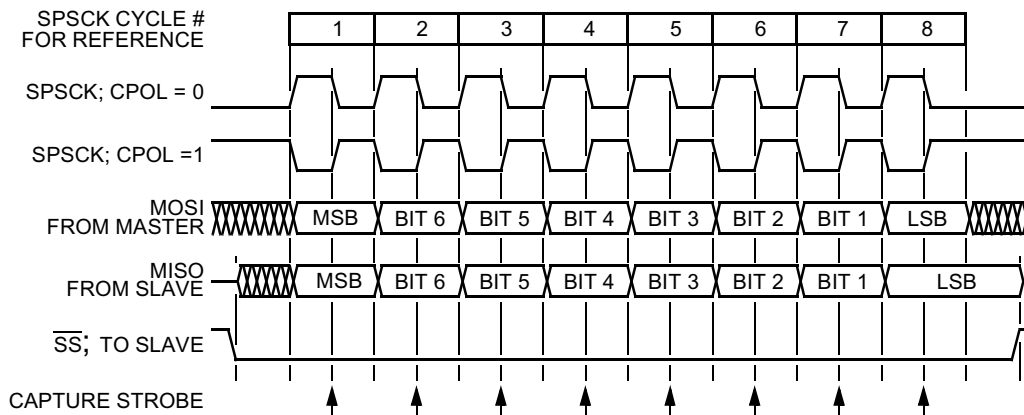 SPSCK CYCLE #
FOR REFERENCE
1 2 3 4 5 6 7 8
SPSCK; CPOL = 0
SPSCK; CPOL =1
MOSI
FROM MASTER
MSB BIT 6 BIT 5 BIT 4 BIT 3 BIT 2 BIT 1 LSB
MISO
FROM SLAVE
MSB BIT 6 BIT 5 BIT 4 BIT 3 BIT 2 BIT 1 LSB
S̅S̅; TO SLAVE
CAPTURE STROBE